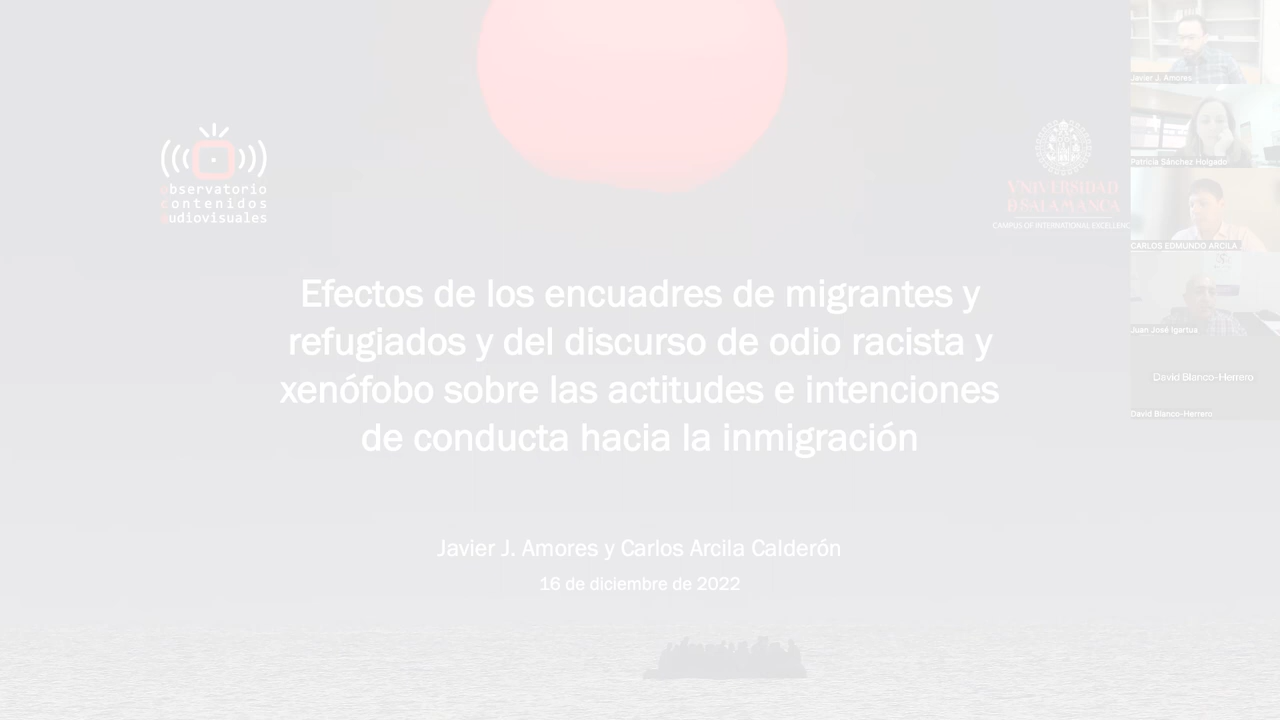 observatorio
contenidos
audiovisuales
VNIVERSIDAD
D SALAMANCA
CAMPUS OF INTERNATIONAL EXCELLENC
Efectos de los encuadres de migrantes y
refugiados y del discurso de odio racista y
xenófobo sobre las actitudes e intenciones
de conducta hacia la inmigración
Javier J. Amores y Carlos Arcila Calderón
16 de diciembre de 2022
Javier J. Amores
Patricia Sánchez Holgado
CARLOS EDMUNDO ARCILA
Juan José Igartua
David Blanco-Herrero
David Blanco-Herrero